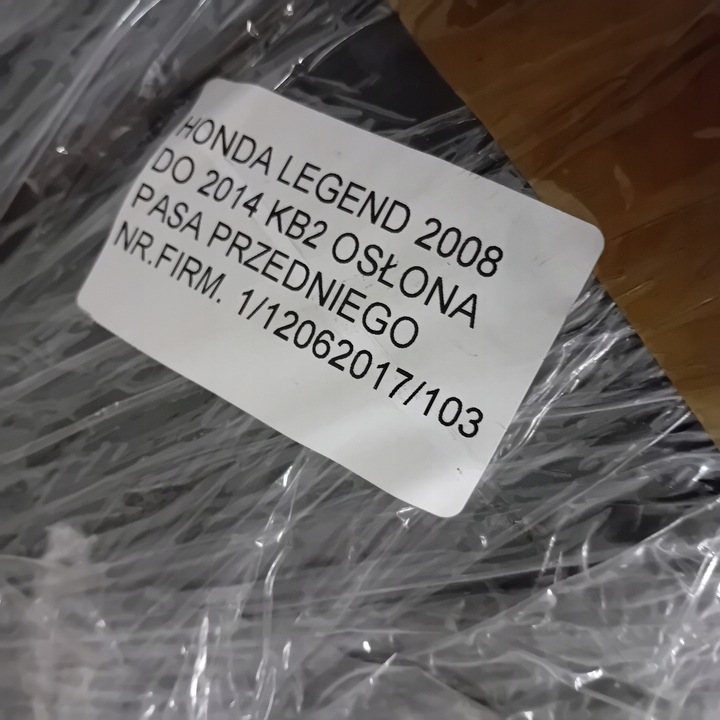 HONDA LEGEND 2008
DO 2014 KB2 OSŁONA
PASA PRZEDNIEGO
NR.FIRM. 1/12062017/103